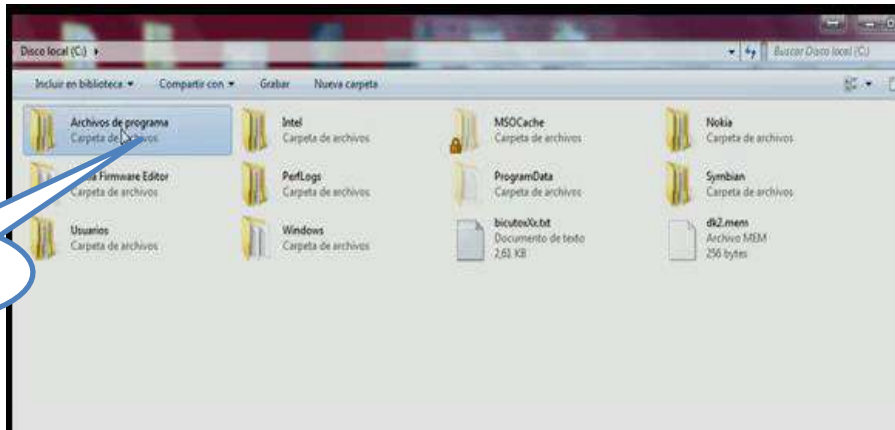 Disco local (C:)
Buscar Disco local (C:)
Incluir en biblioteca
Compartir con
Grabar
Nueva carpeta
Archivos de programa
Carpeta de archivos
Intel
Carpeta de archivos
MSOCache
Carpeta de archivos
Nokia
Carpeta de archivos
Firmware Editor
Carpeta de archivos
PerfLogs
Carpeta de archivos
ProgramData
Carpeta de archivos
Symbian
Carpeta de archivos
Usuarios
Carpeta de archivos
Windows
Carpeta de archivos
bicutoxXx.txt
Documento de texto
2,61 KB
dk2.mem
Archivo MEM
256 bytes